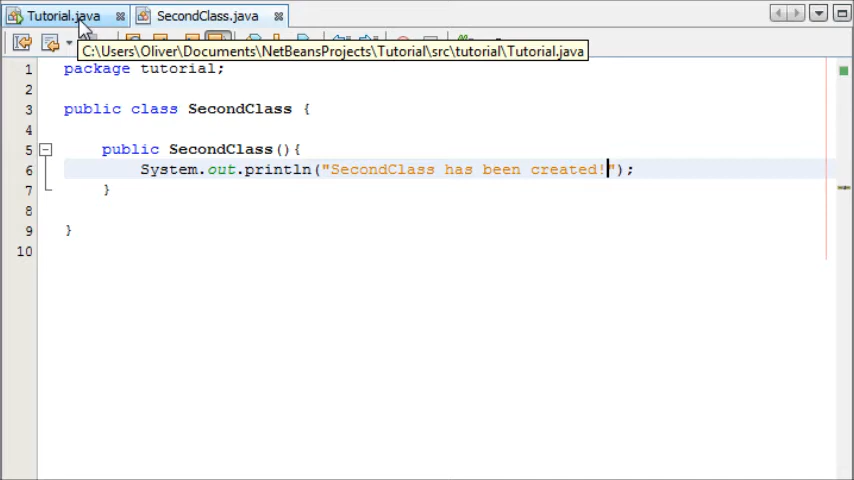 Tutorial.java SecondClass.java
C:\Users\Oliver\Documents\NetBeansProjects\Tutorial\src\tutorial\Tutorial.java
1 package tutorial;
2
3 public class SecondClass {
4
5 public SecondClass(){
6 System.out.println("SecondClass has been created!");
7 }
8
9 }
10